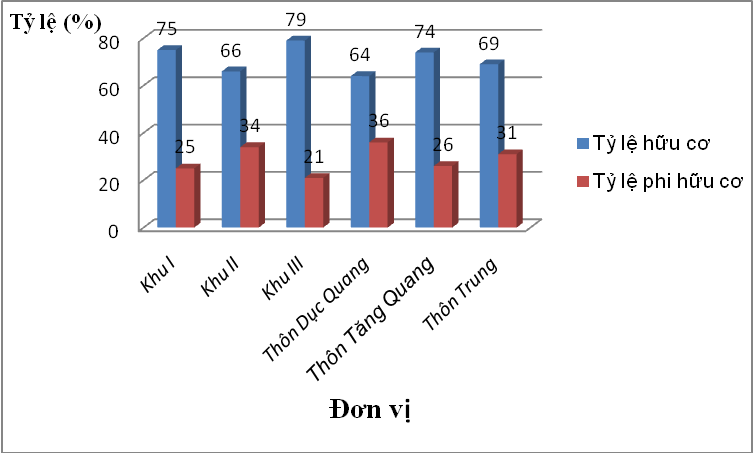 Tỷ lệ (%)
80
60
40
20
0
75
25
66
34
79
21
64
36
74
26
69
31
Khu I
Khu II
Khu III
Thôn Dục Quang
Thôn Tăng Quang
Thôn Trung
Đơn vị
Tỷ lệ hữu cơ
Tỷ lệ phi hữu cơ